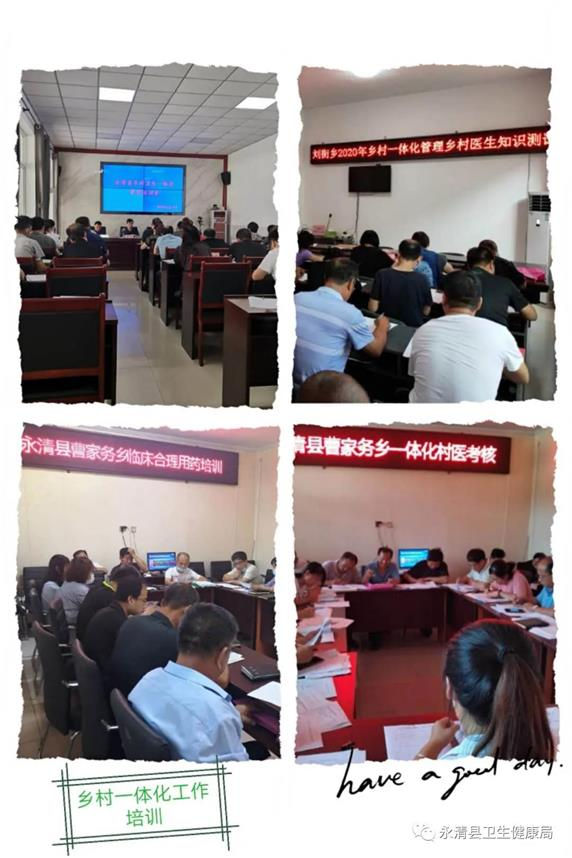 刘街乡2020年乡村一体化管理乡村医生知识测试
永清县曹家务乡临床合理用药培训
清县曹家务乡一体化村医考核
乡村一体化工作
培训
have a good day.
永清县卫生健康局